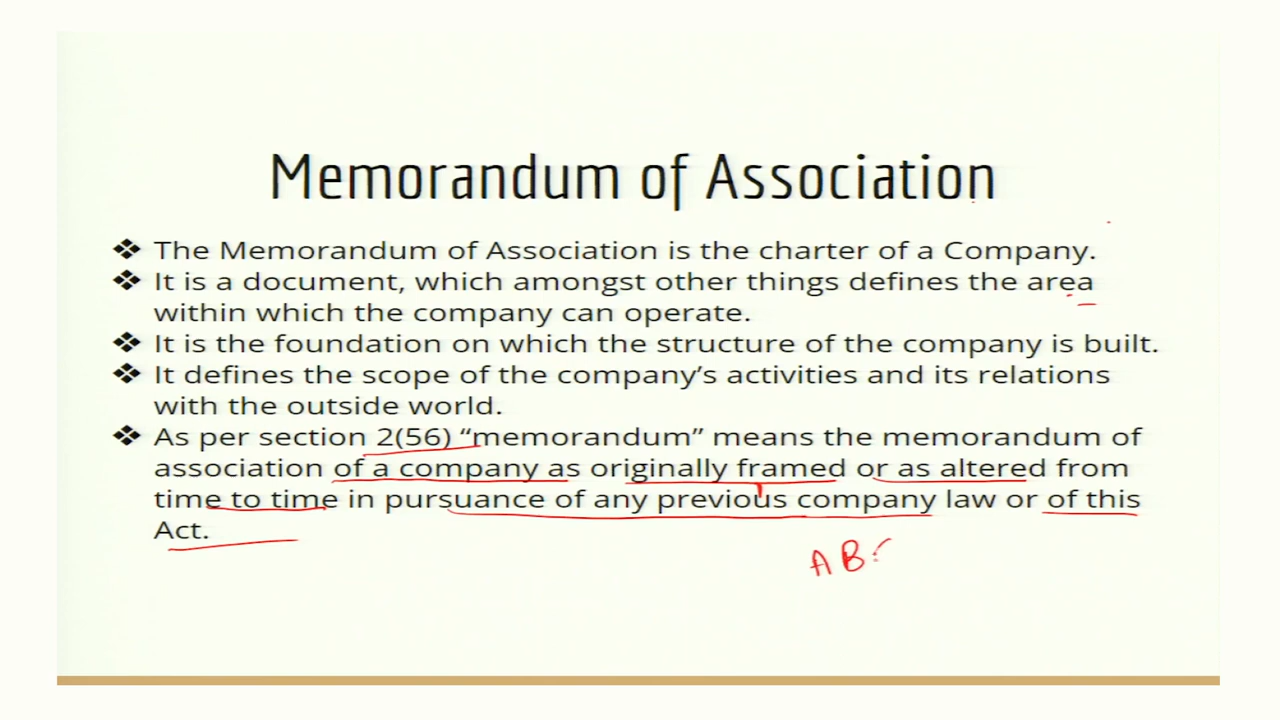 Memorandum of Association
❖ The Memorandum of Association is the charter of a Company.
❖ It is a document, which amongst other things defines the area
within which the company can operate.
❖ It is the foundation on which the structure of the company is built.
❖ It defines the scope of the company’s activities and its relations
with the outside world.
❖ As per section 2(56) “memorandum” means the memorandum of
association of a company as originally framed or as altered from
time to time in pursuance of any previous company law or of this
Act.
A B